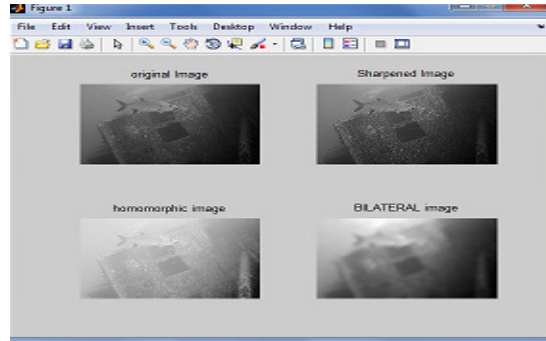 Figure 1
File Edit View Insert Tools Desktop Window Help
original Image
Sharpened Image
homomorphic image
BILATERAL image